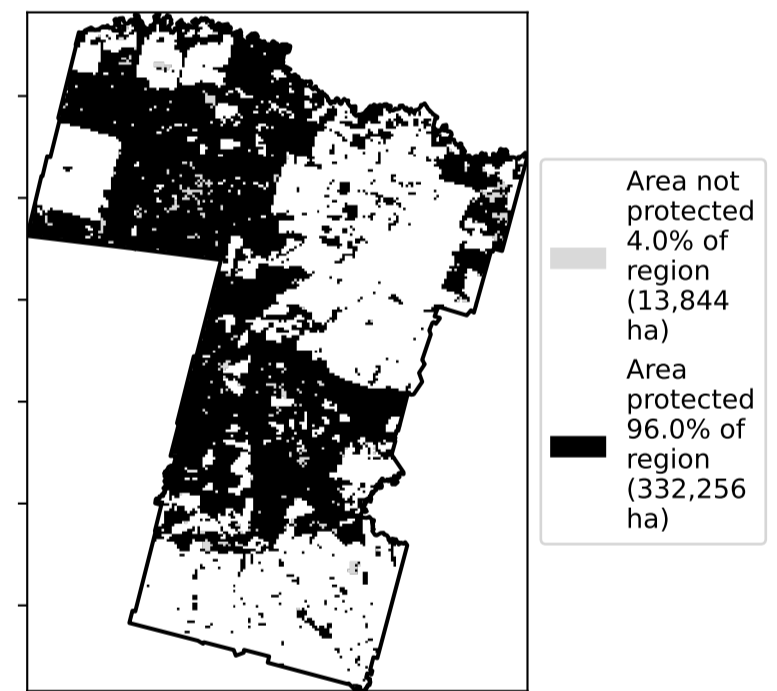 Area not
protected
4.0% of
region
(13,844
ha)
Area
protected
96.0% of
region
(332,256
ha)